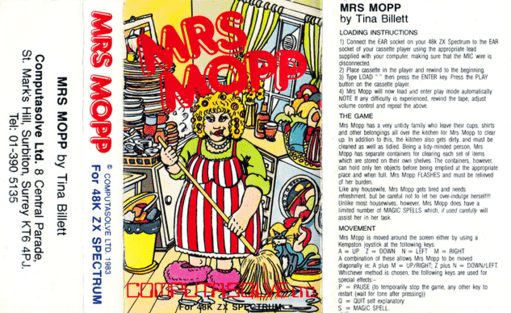 Computasolve Ltd. 8 Central Parade,
St. Mark's Hill, Surbiton, Surrey KT6 4PJ.
Tel: 01-390 5135
MRS MOPP by Tina Billett
MRS MOPP
© COMPUTASOLVE LTD. 1983
For 48K ZX SPECTRUM
MRS
MOPP
COMPUTASOLVE LTD.
For 48K ZX SPECTRUM
MRS MOPP
by Tina Billett
LOADING INSTRUCTIONS
1) Connect the EAR socket on your 48k ZX Spectrum to the EAR
socket of your cassette player using the appropriate lead
supplied with your computer, making sure that the MIC wire is
disconnected.
2) Place cassette in the player and rewind to the beginning.
3) Type LOAD " " then press the ENTER key. Press the PLAY
button on the cassette player.
4) Mrs Mopp will now load and enter play mode automatically.
NOTE If any difficulty is experienced, rewind the tape, adjust
volume control and repeat the above.
THE GAME
Mrs Mopp has a very untidy family who leave their cups, shirts
and other belongings all over the kitchen for Mrs Mopp to clear
up. In addition to this, the kitchen also gets dirty, and must be
cleaned as well as tidied. Being a tidy-minded person, Mrs
Mopp has separate containers for clearing each set of items
which are stored on their own shelves. The containers, however,
can hold only ten objects before being emptied at the appropriate
place and when full, Mrs Mopp FLASHES and must be relieved
of her burden.
Like any housewife, Mrs Mopp gets tired and needs
refreshment, but be careful not to let her over-indulge herself!!!
Unlike most housewives, however, Mrs Mopp does have a
limited number of MAGIC SPELLS which, if used carefully will
assist her in her task.
MOVEMENT
Mrs Mopp is moved around the screen either by using a
Kempston joystick at the following keys:
A = UP Z = DOWN N = LEFT M = RIGHT
A combination of these allows Mrs Mopp to be moved
diagonally ie; A plus M = UP/RIGHT; Z plus N = DOWN/LEFT.
Whichever method is chosen, the following keys are used for
special effects:-
P = PAUSE (to temporarily stop the game, any other key to
restart (wait for tone after pressing))
Q = QUIT self explanatory
S = MAGIC SPELL.